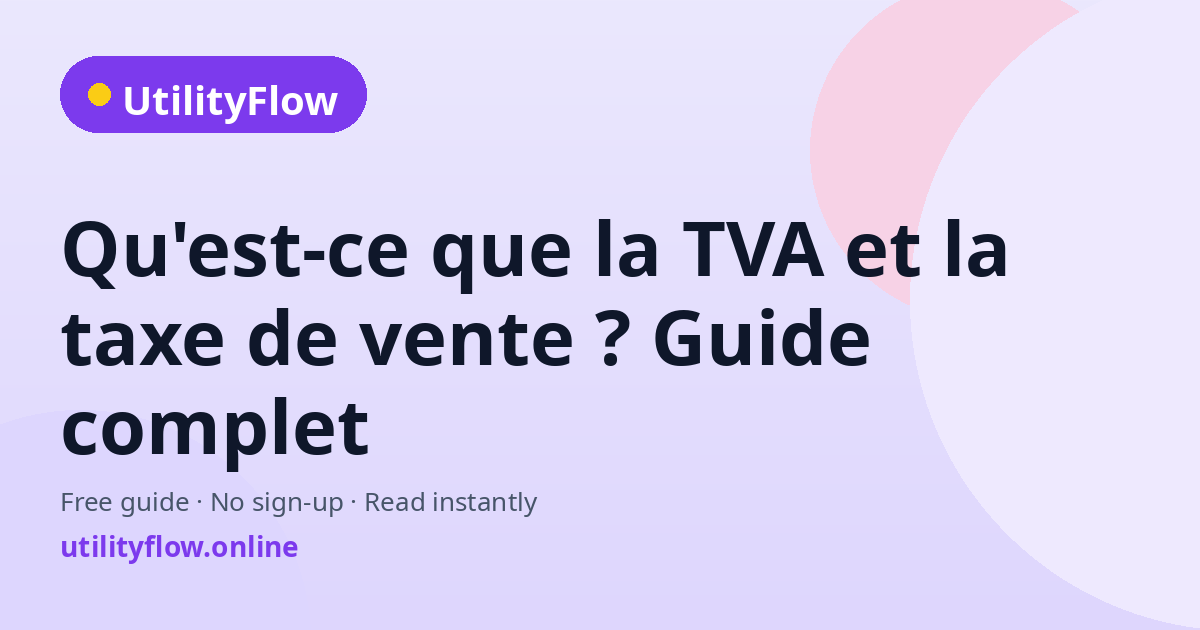 UtilityFlow
Qu'est-ce que la TVA et la
taxe de vente ? Guide
complet
Free guide · No sign-up · Read instantly
utilityflow.online